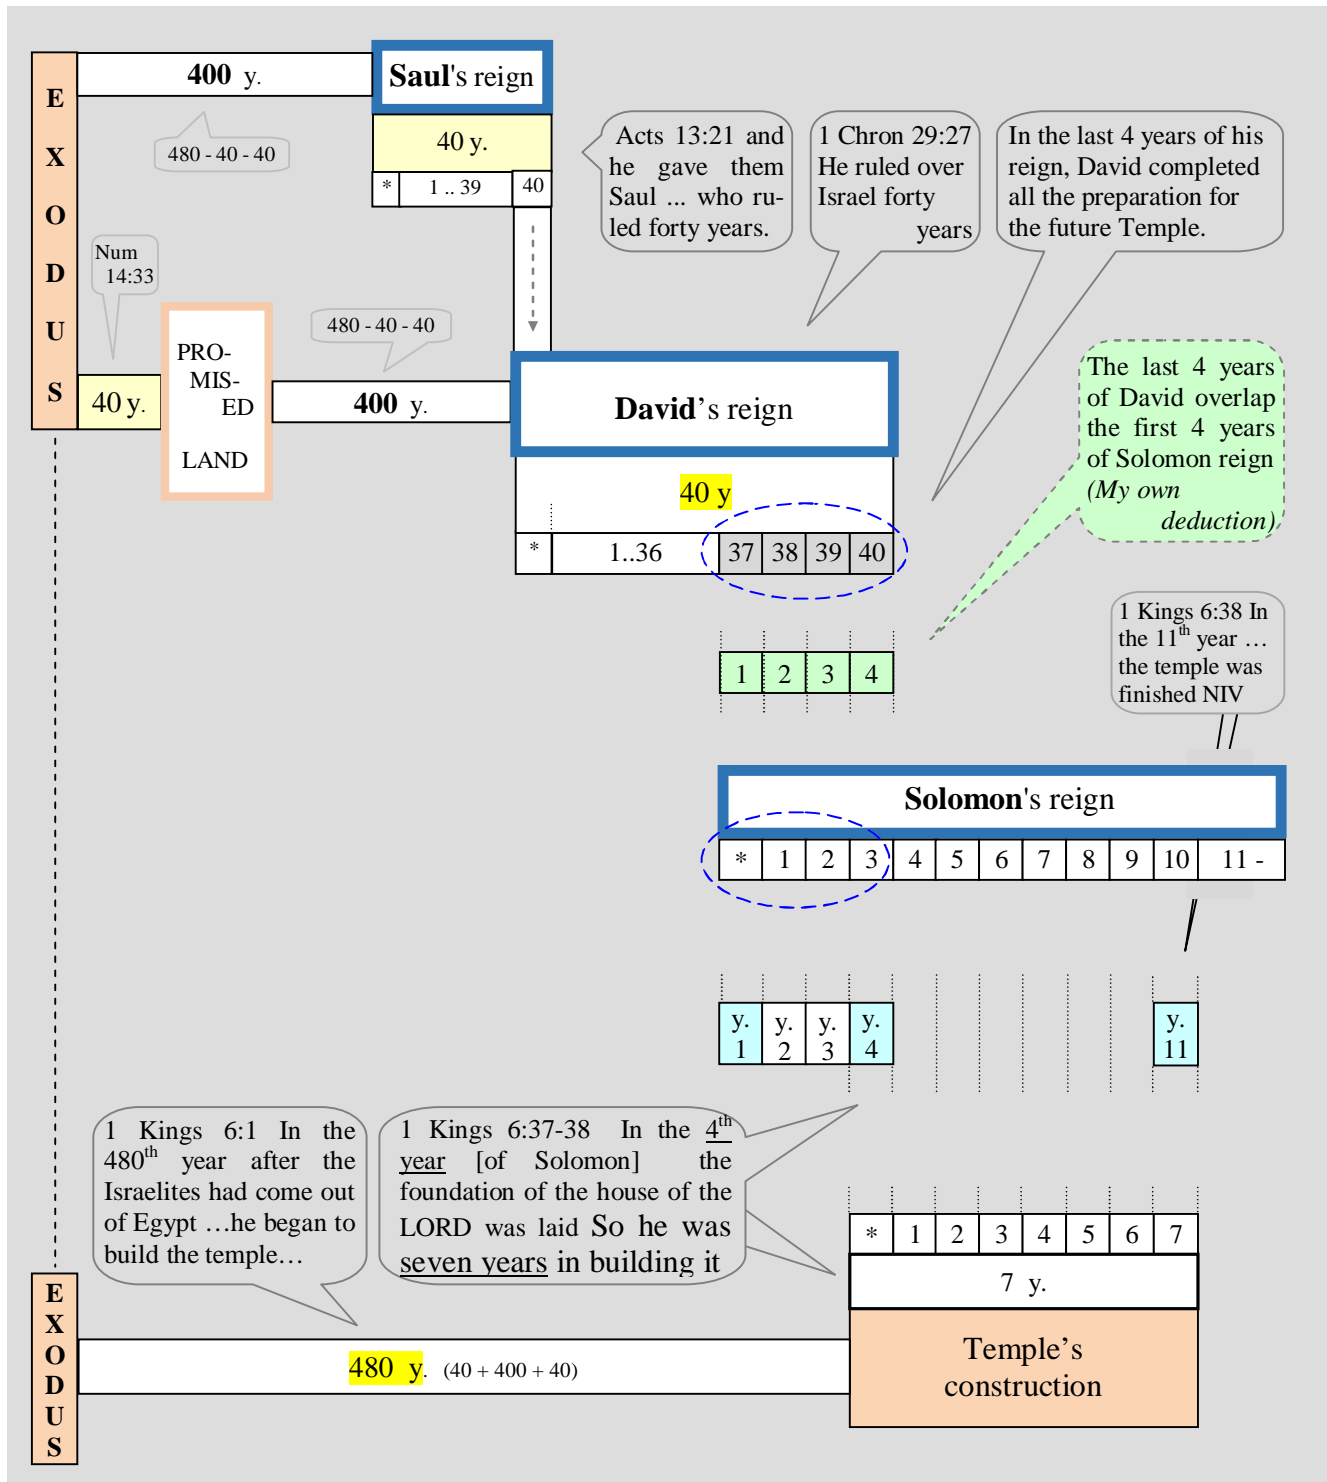 EXODUS
400 y.
Saul's reign
480 - 40 - 40
40 y.
* 1 .. 39 40
Acts 13:21 and
he gave them
Saul ... who ru-
led forty years.
1 Chron 29:27
He ruled over
Israel forty
years
In the last 4 years of his
reign, David completed
all the preparation for
the future Temple.
Num
14:33
40 y.
PRO-
MIS-
ED
LAND
480 - 40 - 40
400 y.
David's reign
40 y
* 1..36 37 38 39 40
The last 4 years
of David overlap
the first 4 years
of Solomon reign
(My own
deduction)
1 2 3 4
1 Kings 6:38 In
the 11th year …
the temple was
finished NIV
Solomon's reign
* 1 2 3 4 5 6 7 8 9 10 11 -
y. y. y. y. y.
1 2 3 4 11
1 Kings 6:1 In the
480th year after the
Israelites had come out
of Egypt …he began to
build the temple…
1 Kings 6:37-38 In the 4th
year [of Solomon] the
foundation of the house of the
LORD was laid So he was
seven years in building it
* 1 2 3 4 5 6 7
7 y.
EXODUS
480 y. (40 + 400 + 40)
Temple's
construction